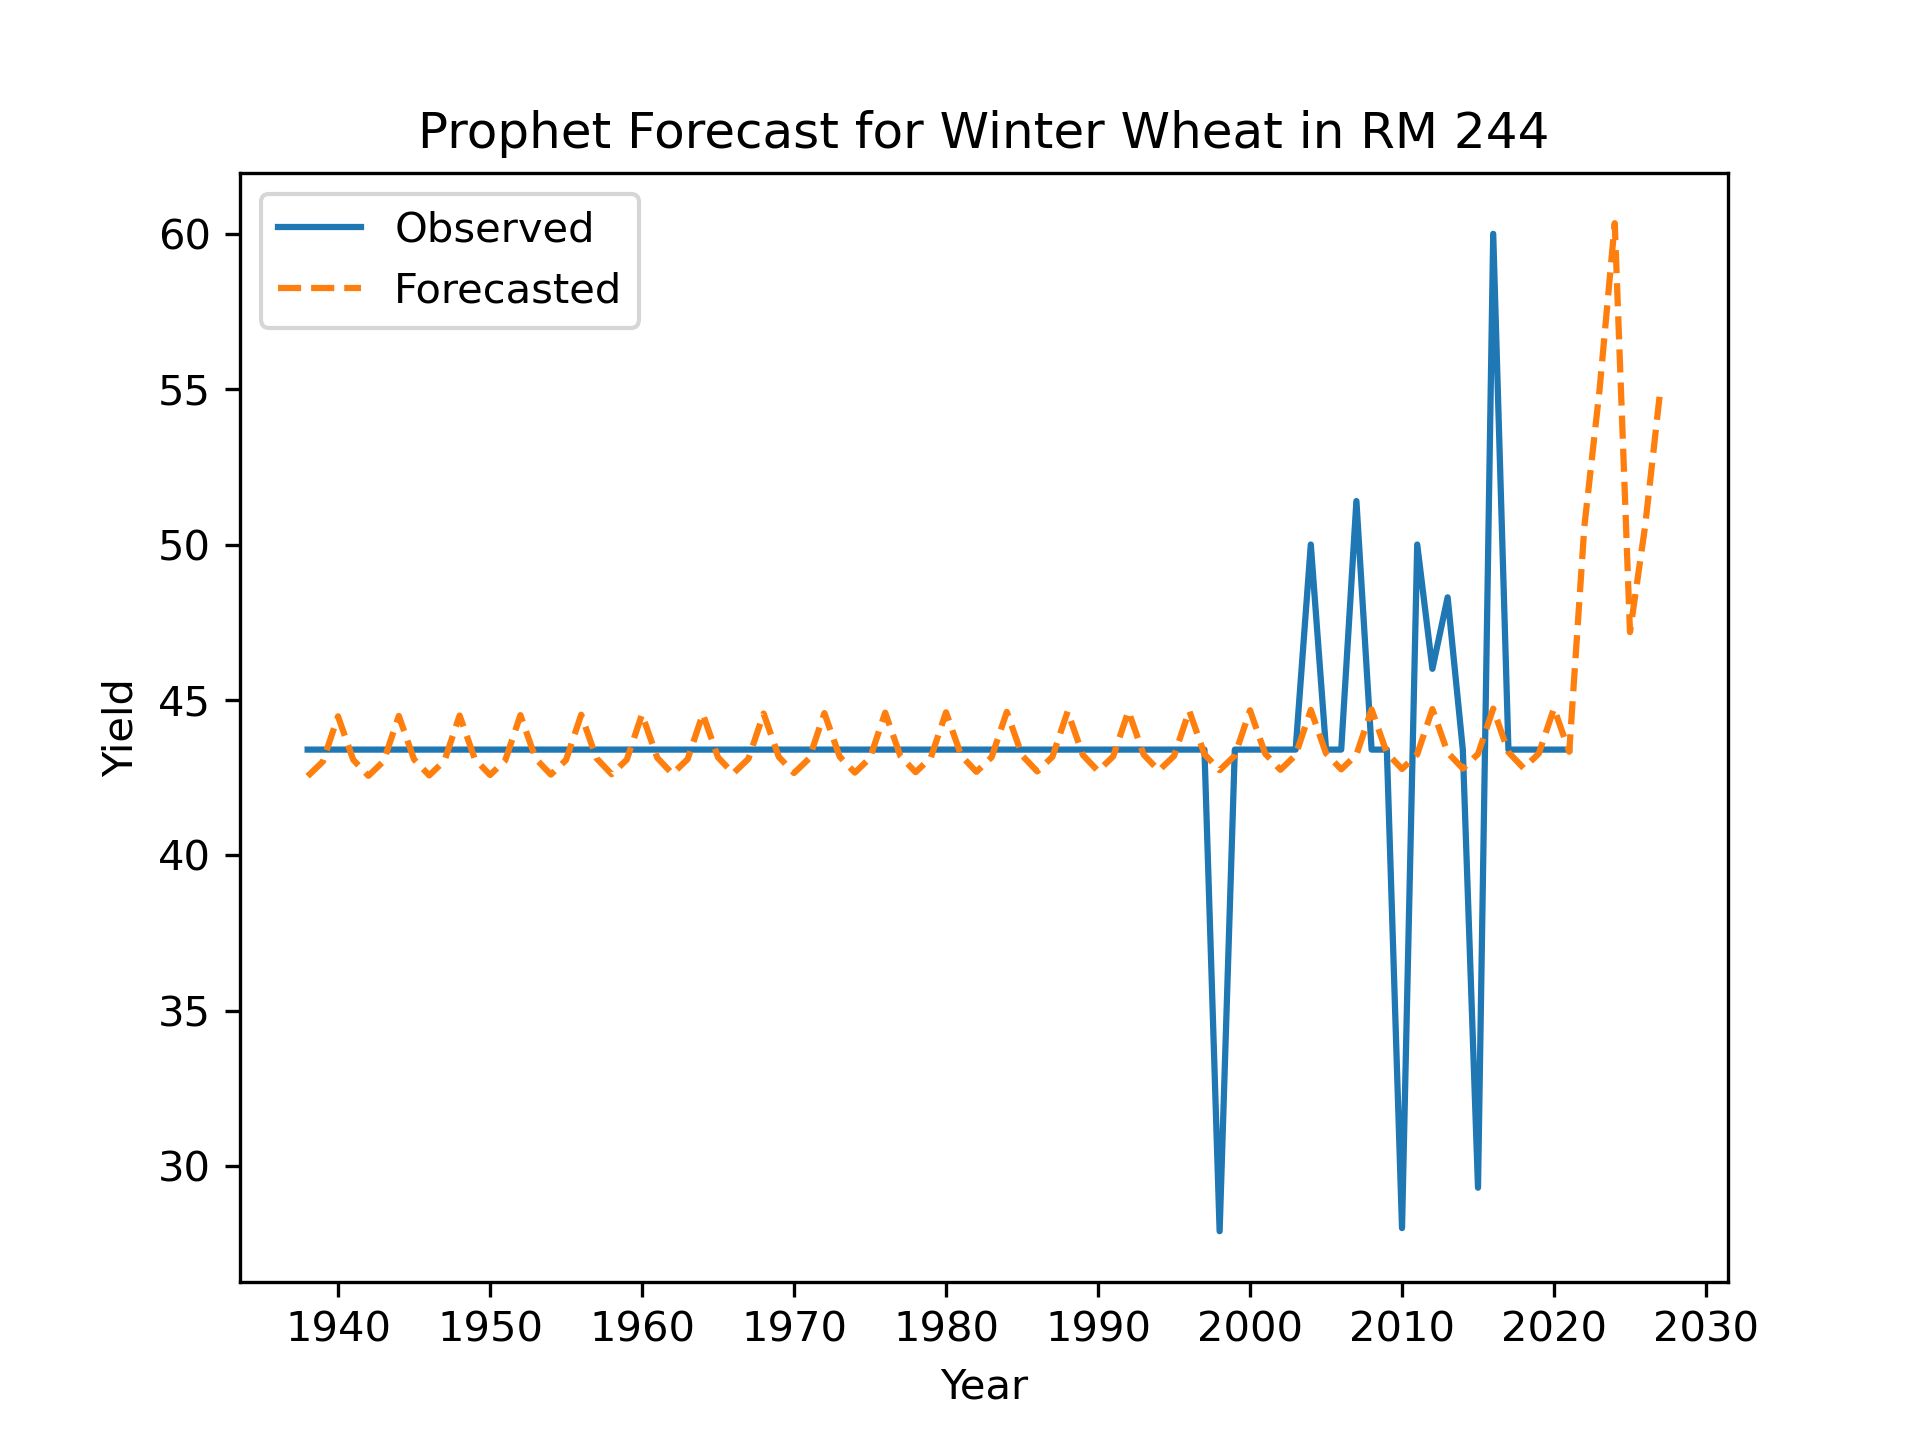 Prophet Forecast for Winter Wheat in RM 244
Observed
Forecasted
60
55
50
45
40
35
30
Yield
1940 1950 1960 1970 1980 1990 2000 2010 2020 2030
Year